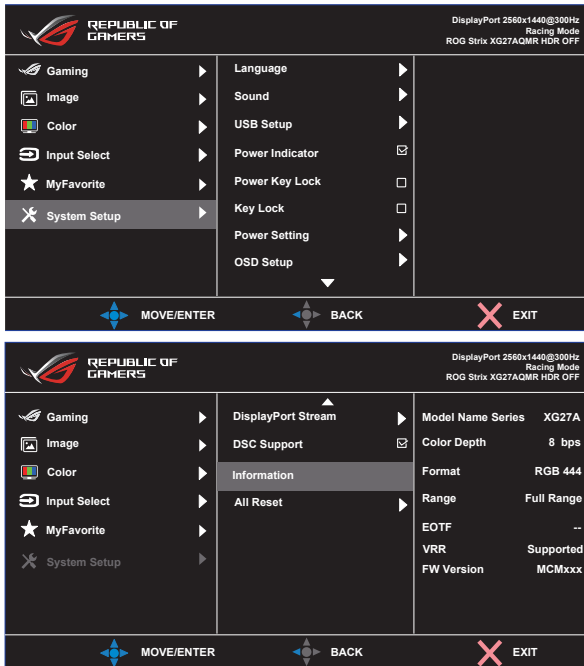 REPUBLIC OF
GAMERS
DisplayPort 2560x1440@300Hz
Racing Mode
ROG Strix XG27AQMR HDR OFF
Gaming
Image
Color
Input Select
MyFavorite
System Setup
Language
Sound
USB Setup
Power Indicator
Power Key Lock
Key Lock
Power Setting
OSD Setup
MOVE/ENTER
BACK
EXIT
REPUBLIC OF
GAMERS
DisplayPort 2560x1440@300Hz
Racing Mode
ROG Strix XG27AQMR HDR OFF
Gaming
Image
Color
Input Select
MyFavorite
System Setup
DisplayPort Stream
DSC Support
Information
All Reset
Model Name Series XG27A
Color Depth 8 bps
Format RGB 444
Range Full Range
EOTF --
VRR Supported
FW Version MCMxxx
MOVE/ENTER
BACK
EXIT